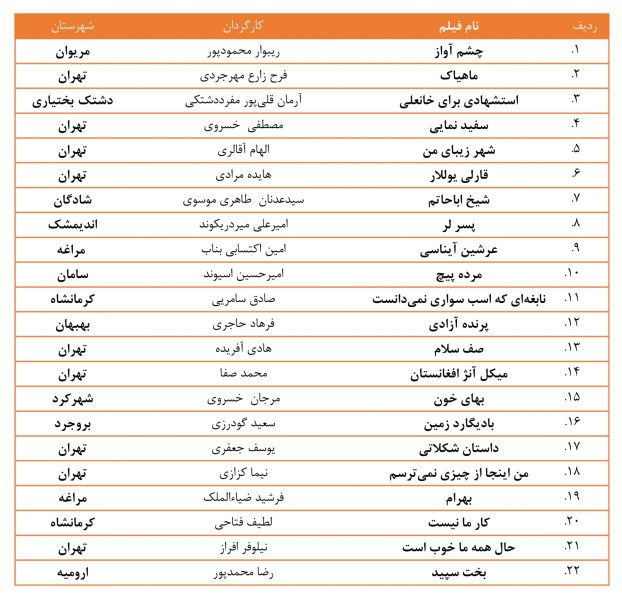 ردیف نام فیلم کارگردان شهرستان
۱. چشم آواز ریبوار محمودپور مریوان
۲. ماهیاک فرح زارع مهرجردی تهران
۳. استشهادی برای خانعلی آرمان قلی‌پور مفرددشتکی دشتک بختیاری
۴. سفید نمایی مصطفی خسروی تهران
۵. شهر زیبای من الهام آقالری تهران
۶. قارلی یوللار هایده مرادی تهران
۷. شیخ اباحاتم سیدعدنان طاهری موسوی شادگان
۸. پسر لر امیرعلی میردریکوند اندیمشک
۹. عرشین آیناسی امین اکتسابی بناب مراغه
۱۰. مرده پیچ امیرحسین اسیوند سامان
۱۱. نابغه‌ای که اسب سواری نمی‌دانست صادق سامریی کرمانشاه
۱۲. پرنده آزادی فرهاد حاجری بهبهان
۱۳. صف سلام هادی آفریده تهران
۱۴. میکل آنژ افغانستان محمد صفا تهران
۱۵. بهای خون مرجان خسروی شهرکرد
۱۶. بادیگارد زمین سعید گودرزی بروجرد
۱۷. داستان شکلاتی یوسف جعفری تهران
۱۸. من اینجا از چیزی نمی‌ترسم نیما کزازی تهران
۱۹. بهرام فرشید ضیاءالملک مراغه
۲۰. کار ما نیست لطیف فتاحی کرمانشاه
۲۱. حال همه ما خوب است نیلوفر افراز تهران
۲۲. بخت سپید رضا محمدپور ارومیه